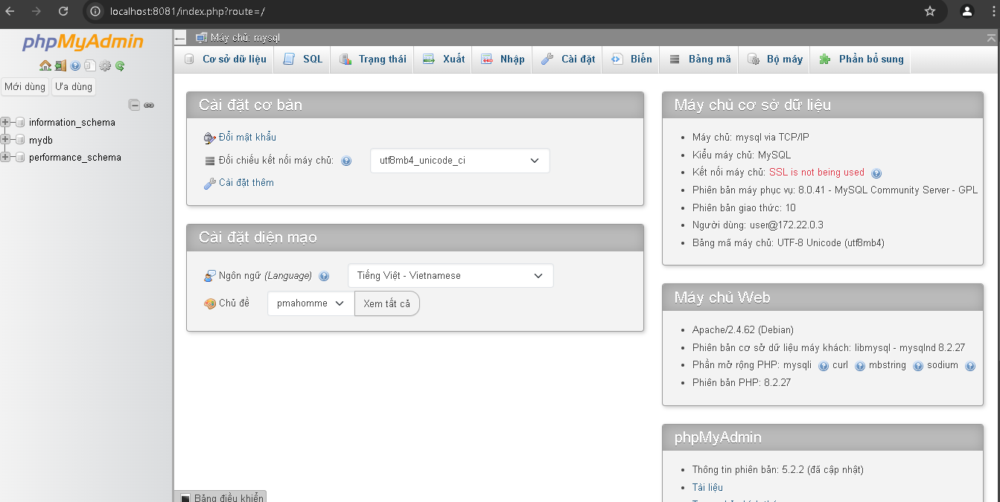 localhost:8081/index.php?route=/
phpMyAdmin
Mới dùng
Ưa dùng
information_schema
mydb
performance_schema
Máy chủ: mysql
Cơ sở dữ liệu
SQL
Trạng thái
Xuất
Nhập
Cài đặt
Biến
Bảng mã
Bộ máy
Phần bổ sung
Cài đặt cơ bản
Đổi mật khẩu
Đối chiếu kết nối máy chủ:
utf8mb4_unicode_ci
Cài đặt thêm
Cài đặt diện mạo
Ngôn ngữ (Language)
Tiếng Việt - Vietnamese
Chủ đề
pmahomme
Xem tất cả
Máy chủ cơ sở dữ liệu
Máy chủ: mysql via TCP/IP
Kiểu máy chủ: MySQL
Kết nối máy chủ: SSL is not being used
Phiên bản máy phục vụ: 8.0.41 - MySQL Community Server - GPL
Phiên bản giao thức: 10
Người dùng: user@172.22.0.3
Bảng mã máy chủ: UTF-8 Unicode (utf8mb4)
Máy chủ Web
Apache/2.4.62 (Debian)
Phiên bản cơ sở dữ liệu máy khách: libmysql - mysqlnd 8.2.27
Phần mở rộng PHP: mysqli curl mbstring sodium
Phiên bản PHP: 8.2.27
phpMyAdmin
Thông tin phiên bản: 5.2.2 (đã cập nhật)
Tài liệu
Bảng điều khiển